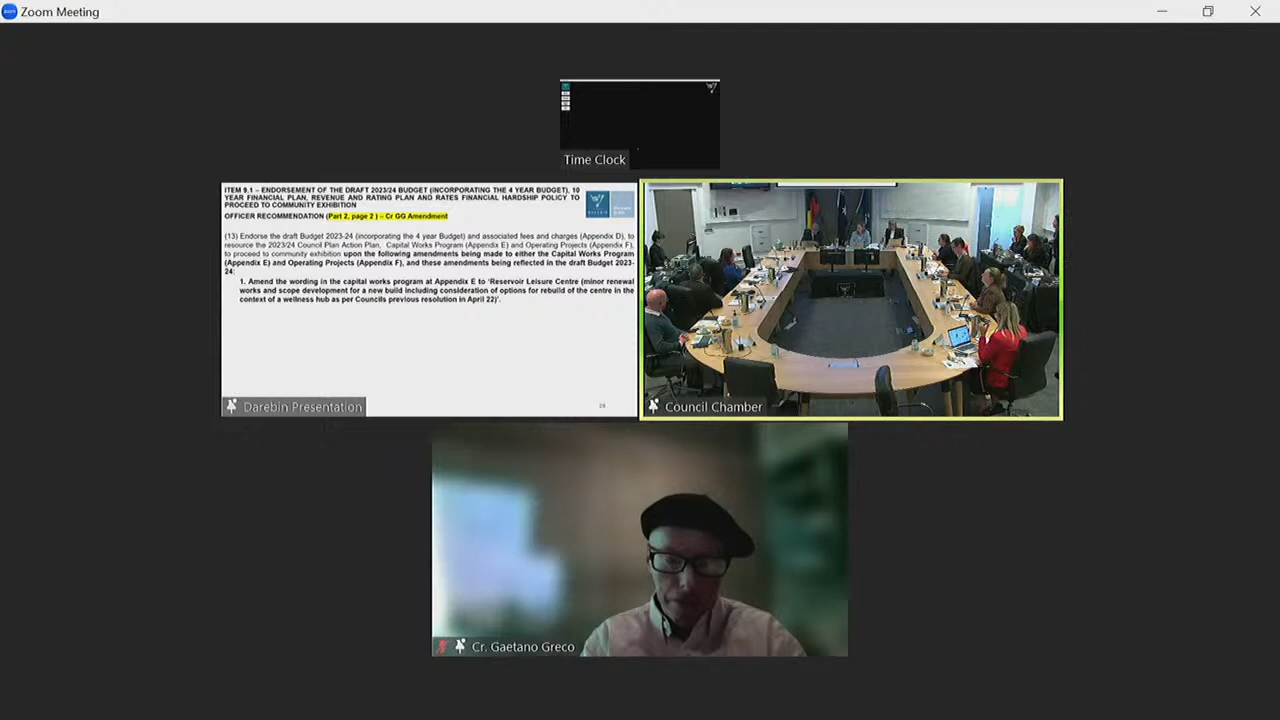 Zoom Meeting
Time Clock
ITEM 9.1 – ENDORSEMENT OF THE DRAFT 2023/24 BUDGET (INCORPORATING THE 4 YEAR BUDGET), 10
YEAR FINANCIAL PLAN, REVENUE AND RATING PLAN AND RATES FINANCIAL HARDSHIP POLICY TO
PROCEED TO COMMUNITY EXHIBITION
OFFICER RECOMMENDATION (Part 2, page 2 ) – Cr GG Amendment
(13) Endorse the draft Budget 2023-24 (incorporating the 4 year Budget) and associated fees and charges (Appendix D), to
resource the 2023/24 Council Plan Action Plan, Capital Works Program (Appendix E) and Operating Projects (Appendix F),
to proceed to community exhibition upon the following amendments being made to either the Capital Works Program
(Appendix E) and Operating Projects (Appendix F), and these amendments being reflected in the draft Budget 2023-
24:
1. Amend the wording in the capital works program at Appendix E to 'Reservoir Leisure Centre (minor renewal
works and scope development for a new build including consideration of options for rebuild of the centre in the
context of a wellness hub as per Councils previous resolution in April 22)'.
Darebin Presentation
Council Chamber
Cr. Gaetano Greco